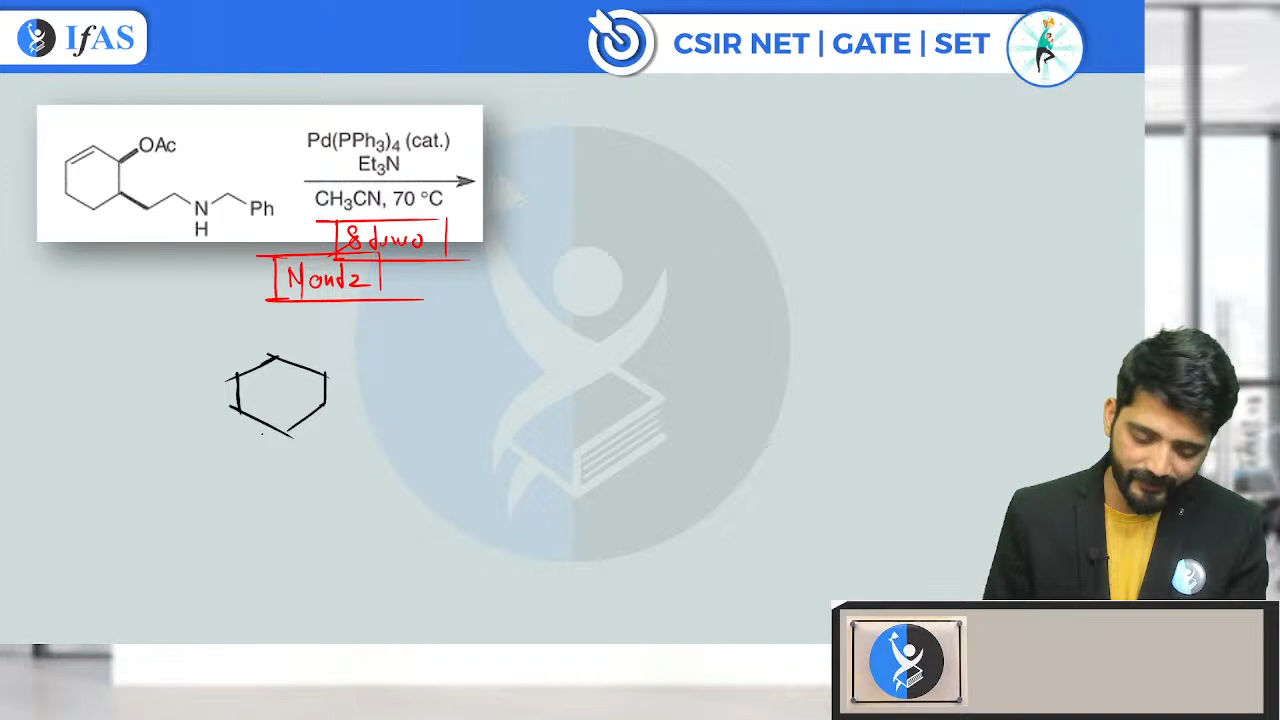 IfAS
CSIR NET | GATE | SET
OAc
Pd(PPh3)4 (cat.)
Et3N
CH3CN, 70 °C
N
H
Ph